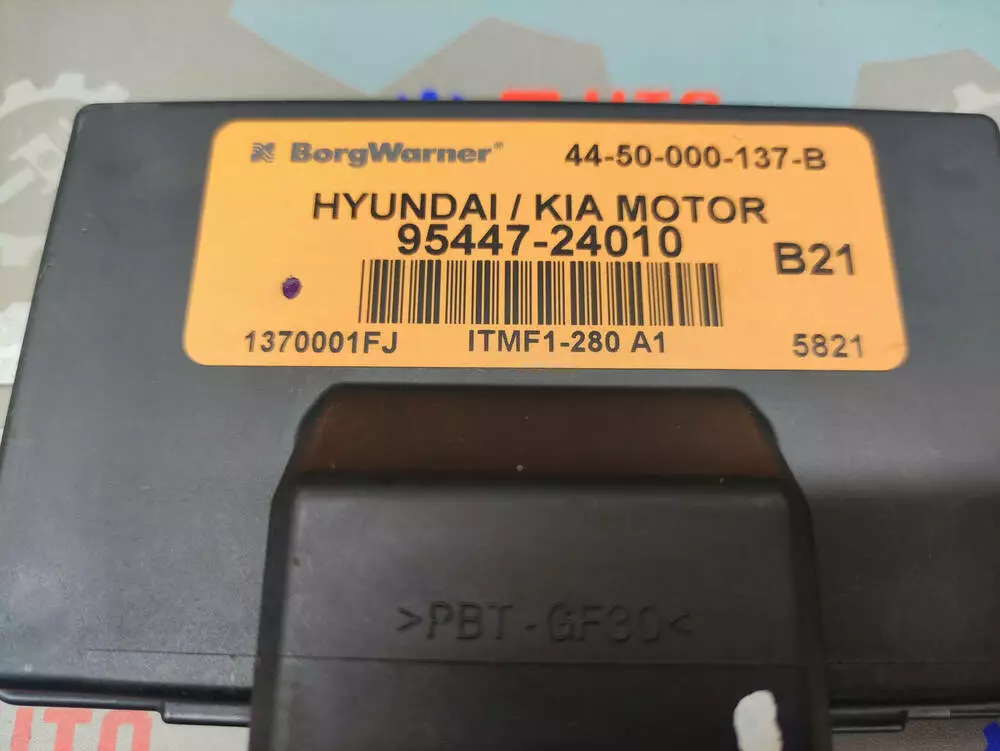 BorgWarner® 44-50-000-137-B
HYUNDAI / KIA MOTOR
95447-24010
B21
1370001FJ ITMF1-280 A1 5821
>PBT-GF30<